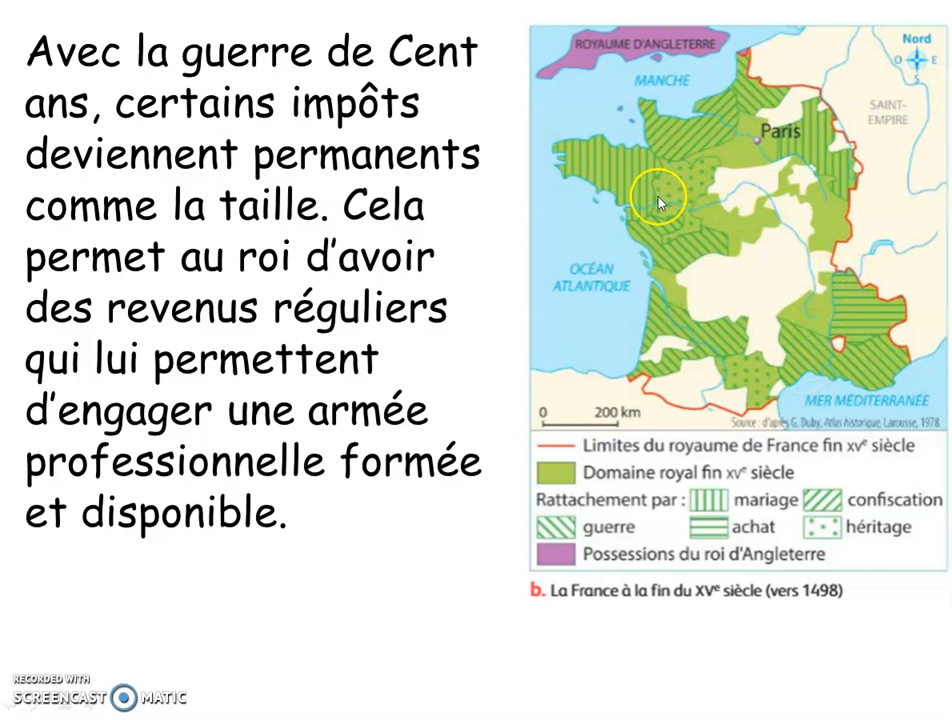 Avec la guerre de Cent
ans, certains impôts
deviennent permanents
comme la taille. Cela
permet au roi d'avoir
des revenus réguliers
qui lui permettent
d'engager une armée
professionnelle formée
et disponible.
ROYAUME D'ANGLETERRE
Nord
O E
S
MANCHE
SAINT-
EMPIRE
Paris
OCÉAN
ATLANTIQUE
MER MÉDITERRANÉE
0 200 km
Source : d'après G. Duby, Atlas historique, Larousse, 1978.
Limites du royaume de France fin XVe siècle
Domaine royal fin XVe siècle
Rattachement par : mariage confiscation
guerre achat héritage
Possessions du roi d'Angleterre
b. La France à la fin du XVe siècle (vers 1498)
RECORDED WITH
SCREENCAST MATIC